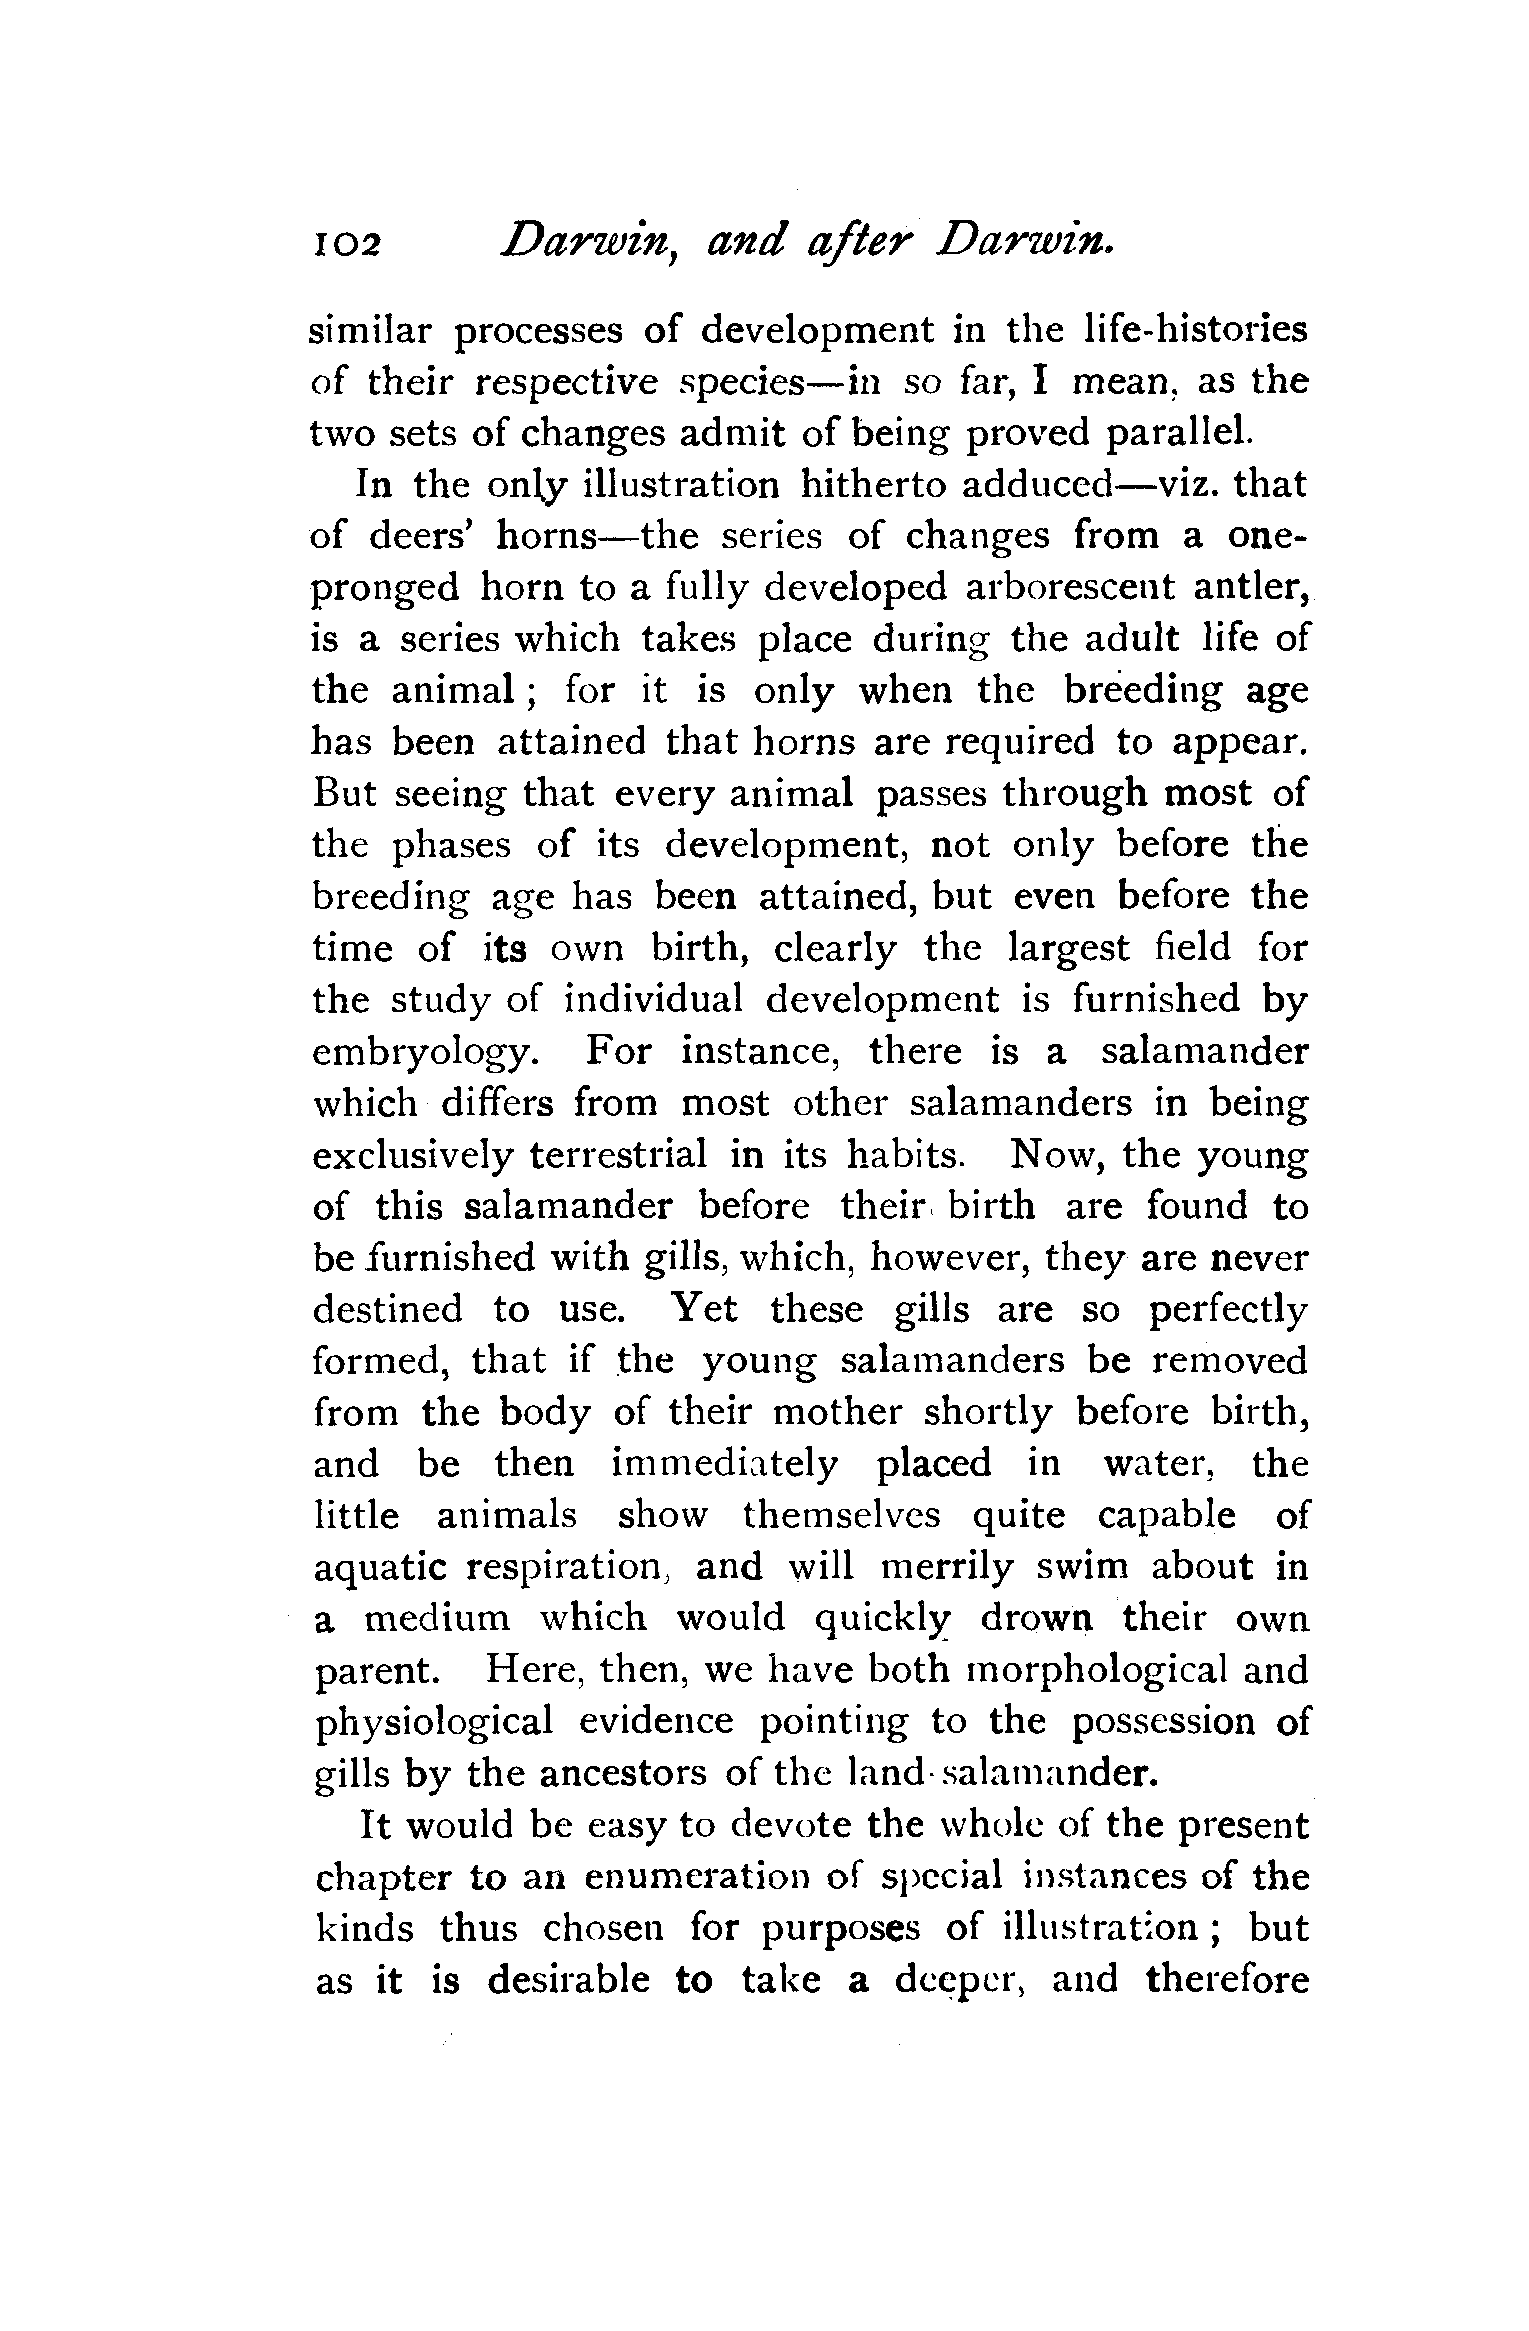 102 Darwin, and after Darwin.
similar processes of development in the life-histories
of their respective species—in so far, I mean, as the
two sets of changes admit of being proved parallel.
In the only illustration hitherto adduced—viz. that
of deers' horns—the series of changes from a one-
pronged horn to a fully developed arborescent antler,
is a series which takes place during the adult life of
the animal ; for it is only when the breeding age
has been attained that horns are required to appear.
But seeing that every animal passes through most of
the phases of its development, not only before the
breeding age has been attained, but even before the
time of its own birth, clearly the largest field for
the study of individual development is furnished by
embryology. For instance, there is a salamander
which differs from most other salamanders in being
exclusively terrestrial in its habits. Now, the young
of this salamander before their birth are found to
be furnished with gills, which, however, they are never
destined to use. Yet these gills are so perfectly
formed, that if the young salamanders be removed
from the body of their mother shortly before birth,
and be then immediately placed in water, the
little animals show themselves quite capable of
aquatic respiration, and will merrily swim about in
a medium which would quickly drown their own
parent. Here, then, we have both morphological and
physiological evidence pointing to the possession of
gills by the ancestors of the land-salamander.
It would be easy to devote the whole of the present
chapter to an enumeration of special instances of the
kinds thus chosen for purposes of illustration ; but
as it is desirable to take a deeper, and therefore